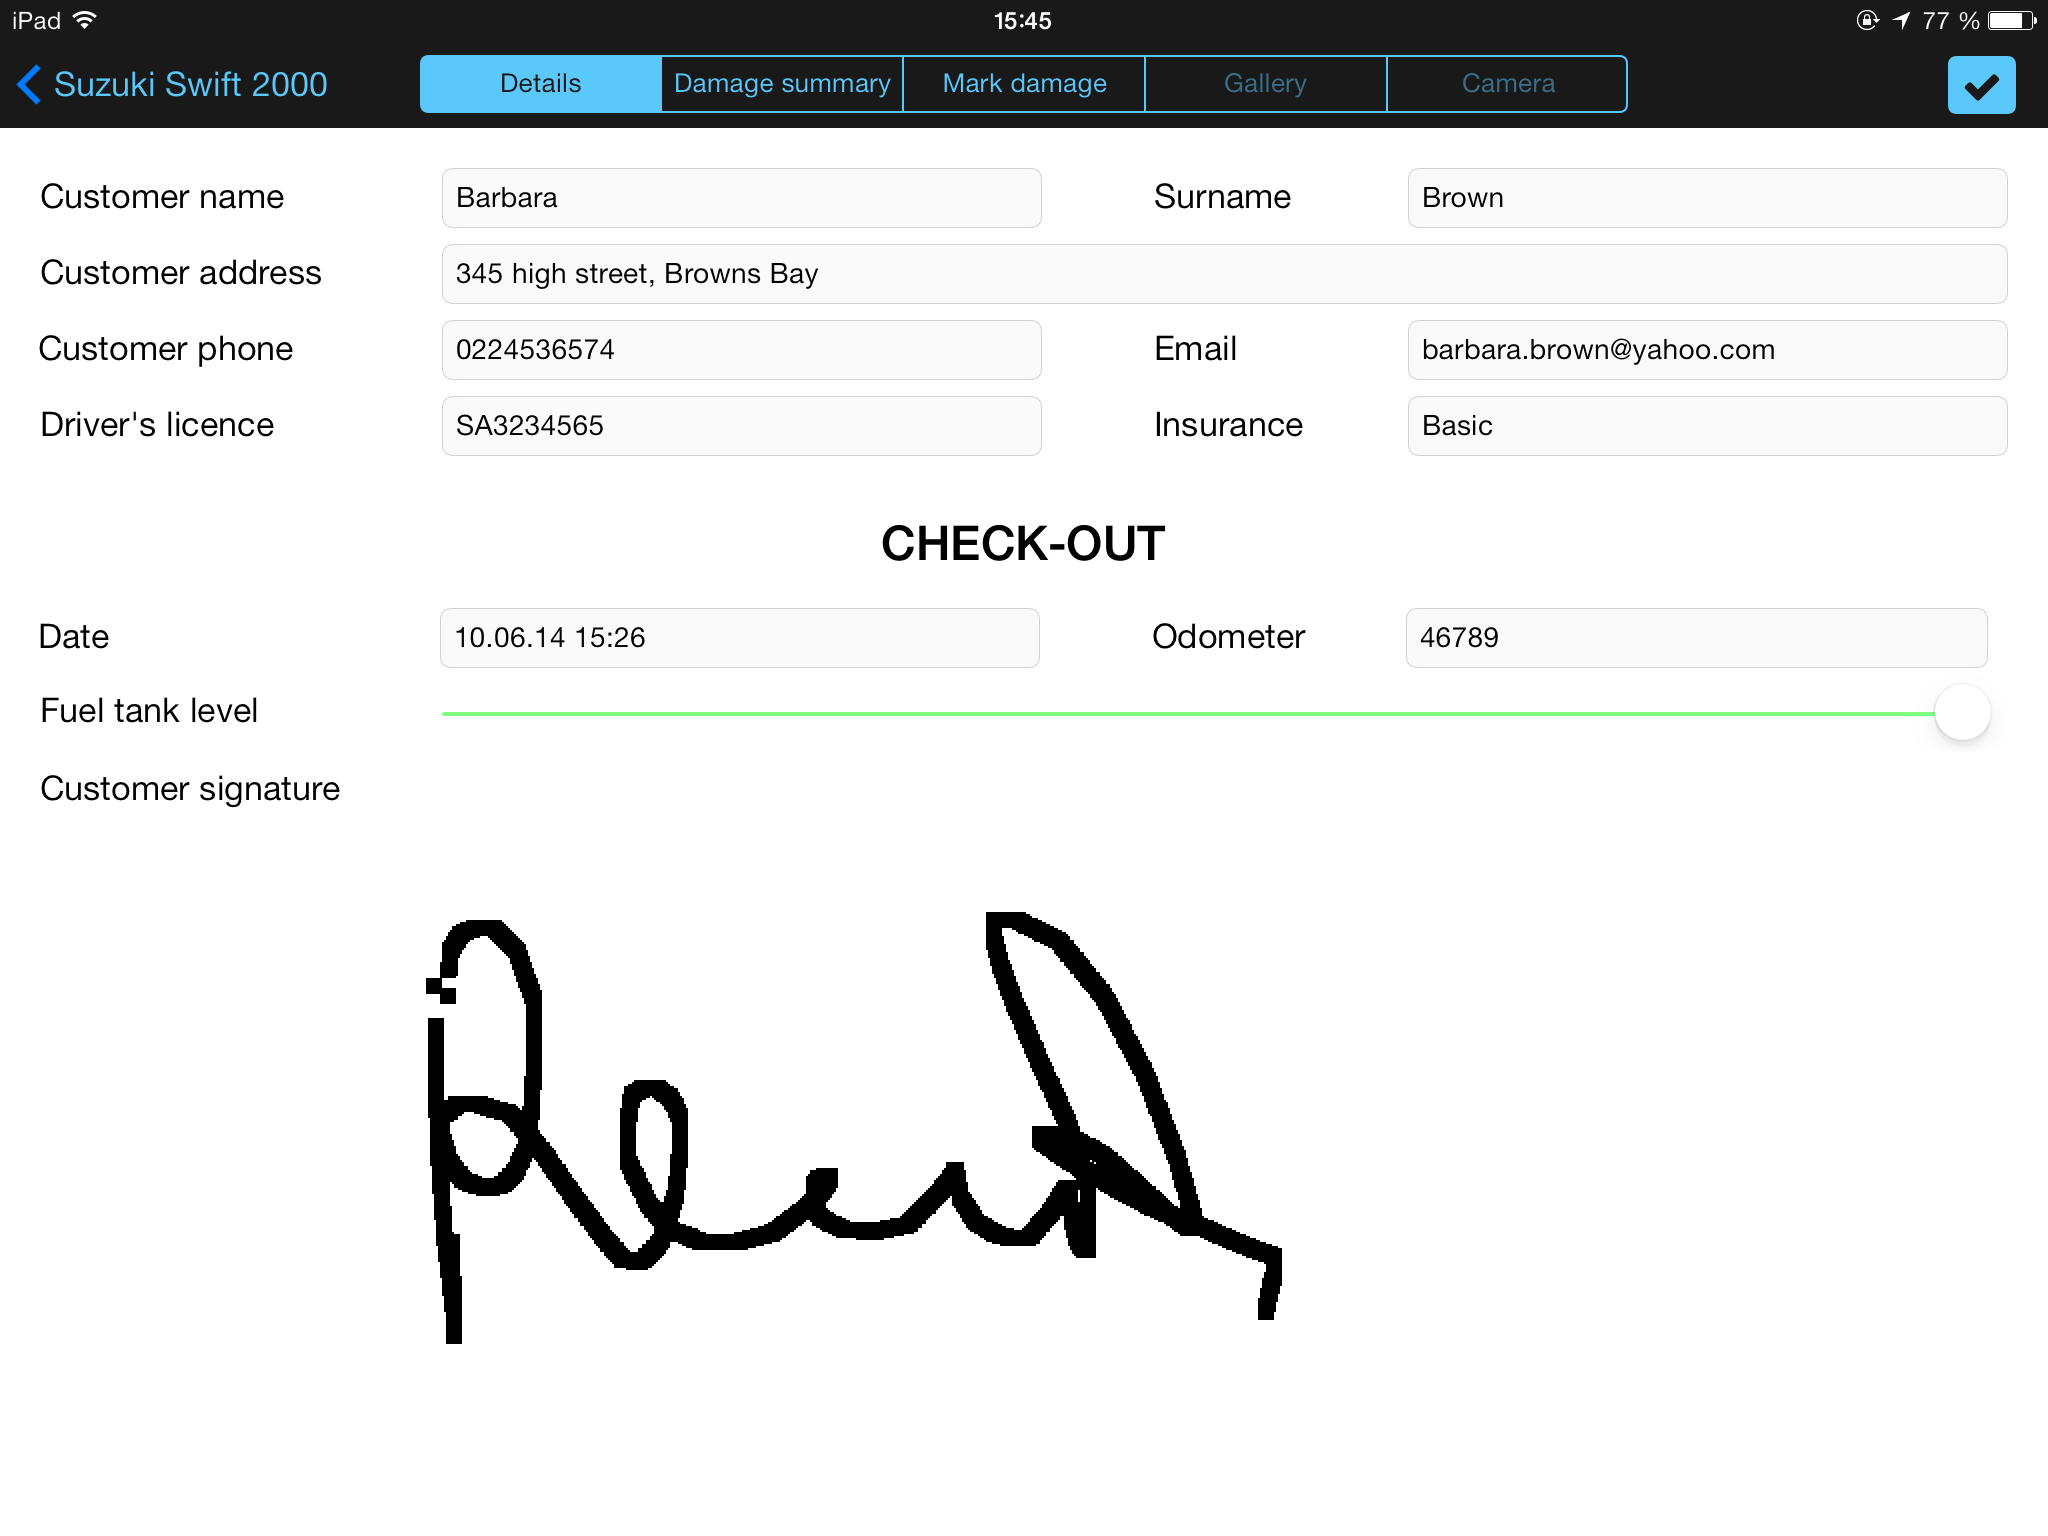 iPad 15:45 77 %
Suzuki Swift 2000 Details Damage summary Mark damage Gallery Camera
Customer name Barbara Surname Brown
Customer address 345 high street, Browns Bay
Customer phone 0224536574 Email barbara.brown@yahoo.com
Driver's licence SA3234565 Insurance Basic
CHECK-OUT
Date 10.06.14 15:26 Odometer 46789
Fuel tank level
Customer signature